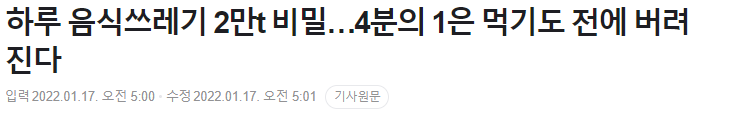 하루 음식쓰레기 2만t 비밀…4분의 1은 먹기도 전에 버려
진다
입력 2022.01.17. 오전 5:00 · 수정 2022.01.17. 오전 5:01 기사원문